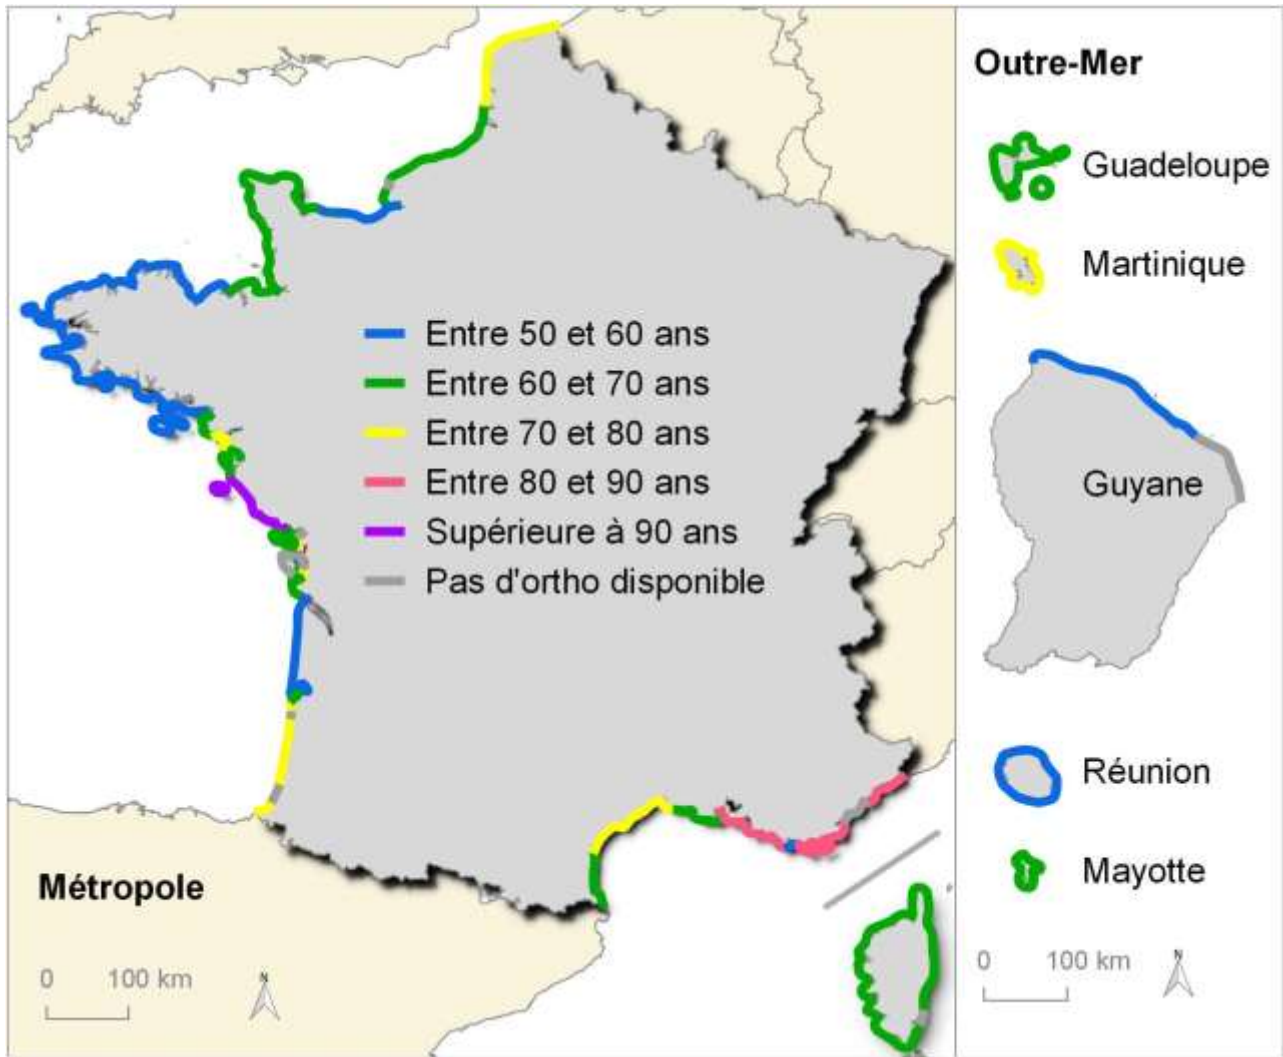 Entre 50 et 60 ans
Entre 60 et 70 ans
Entre 70 et 80 ans
Entre 80 et 90 ans
Supérieure à 90 ans
Pas d'ortho disponible
Métropole
0 100 km
N
Outre-Mer
Guadeloupe
Martinique
Guyane
Réunion
Mayotte
0 100 km
N